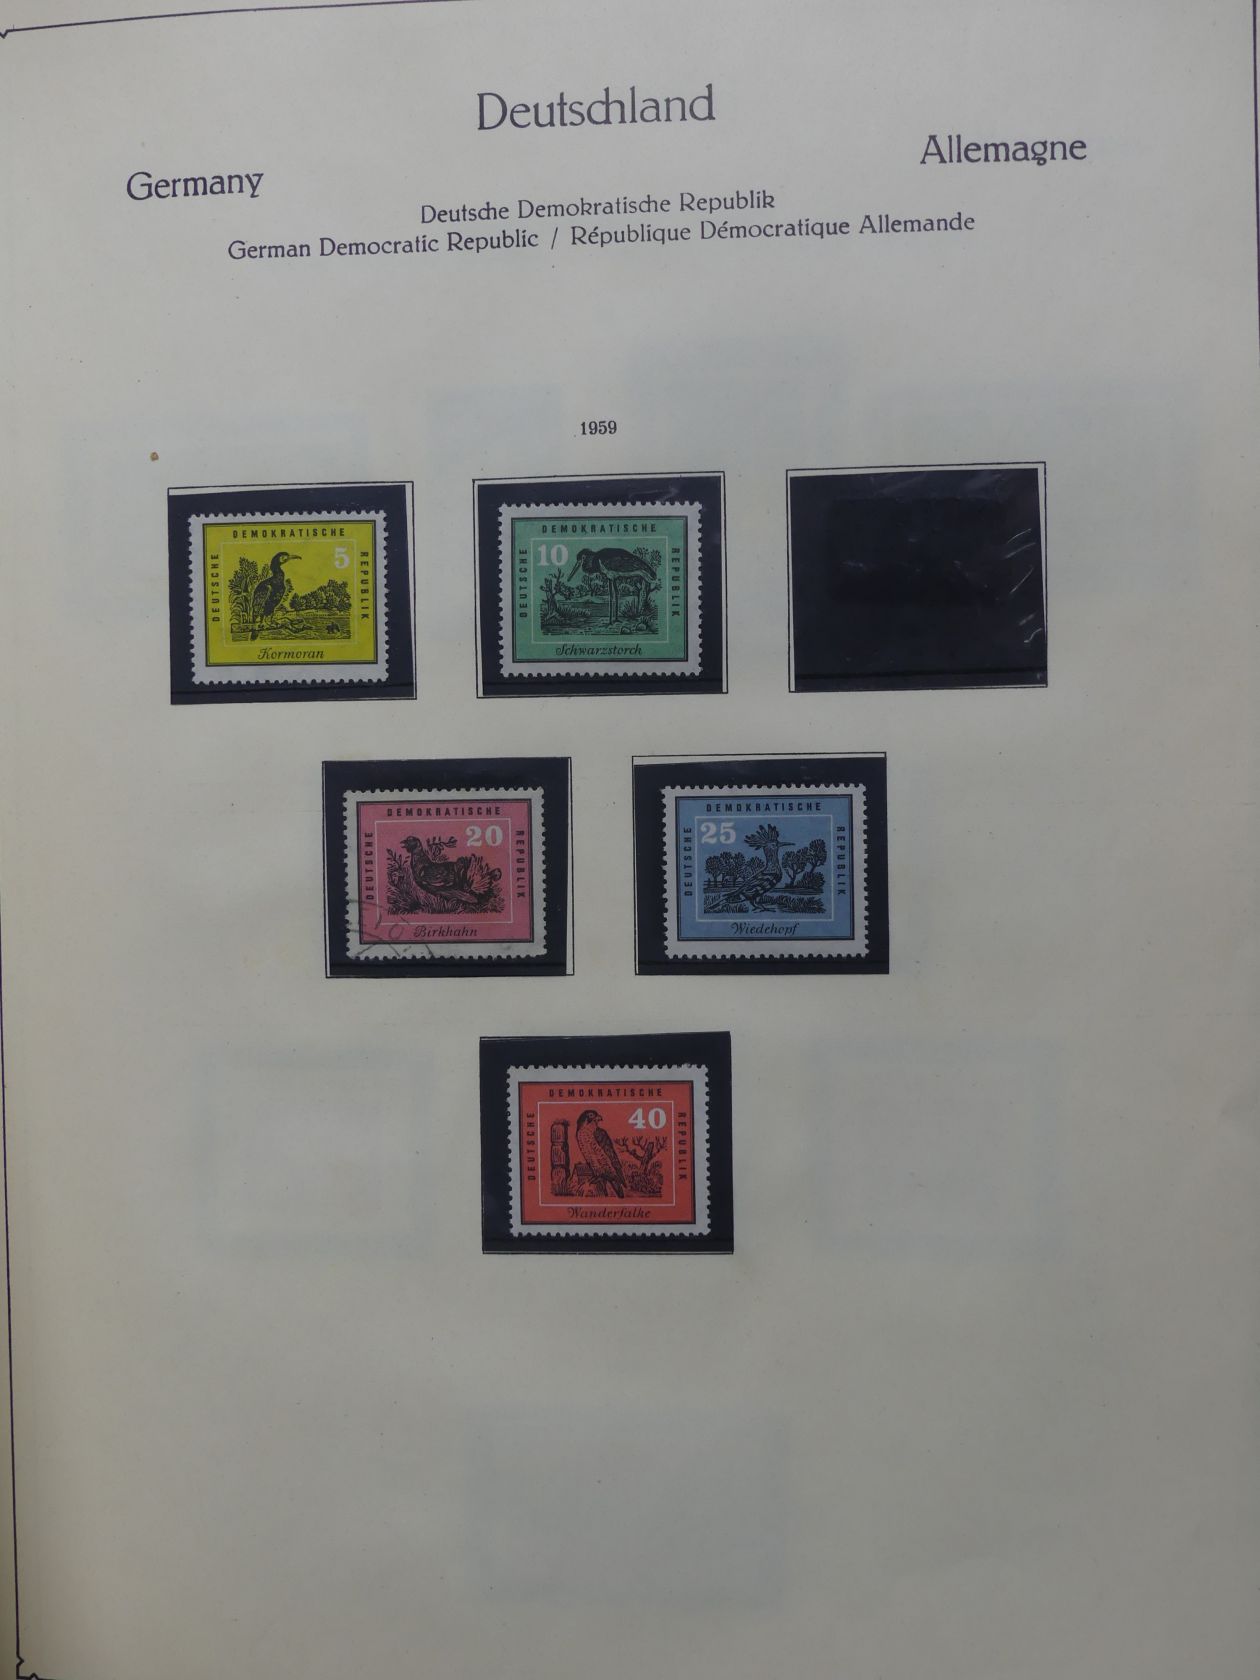 Deutschland
Germany
Allemagne
Deutsche Demokratische Republik
German Democratic Republic / République Démocratique Allemande
1959
DEUTSCHE DEMOKRATISCHE REPUBLIK
5
Kormoran
DEUTSCHE DEMOKRATISCHE REPUBLIK
10
Schwarzstorch
DEUTSCHE DEMOKRATISCHE REPUBLIK
20
Birkhahn
DEUTSCHE DEMOKRATISCHE REPUBLIK
25
Wiedehopf
DEUTSCHE DEMOKRATISCHE REPUBLIK
40
Wanderfalke